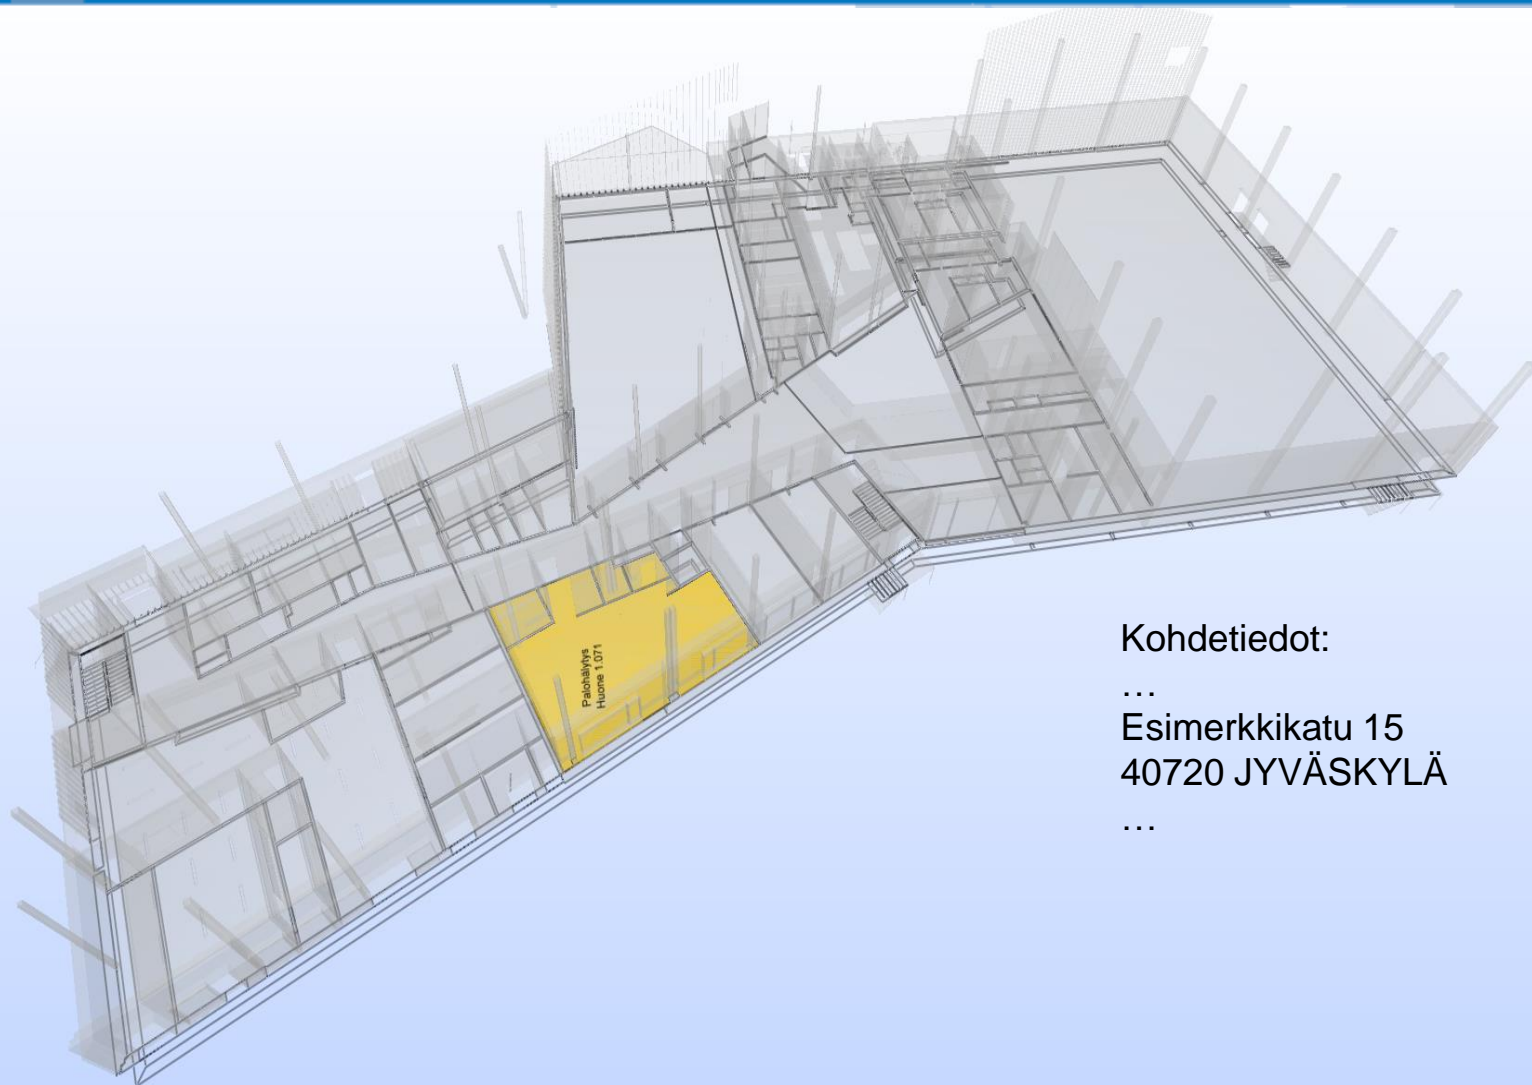 Palohälytys
Huone 1.071
Kohdetiedot:
…
Esimerkkikatu 15
40720 JYVÄSKYLÄ
…